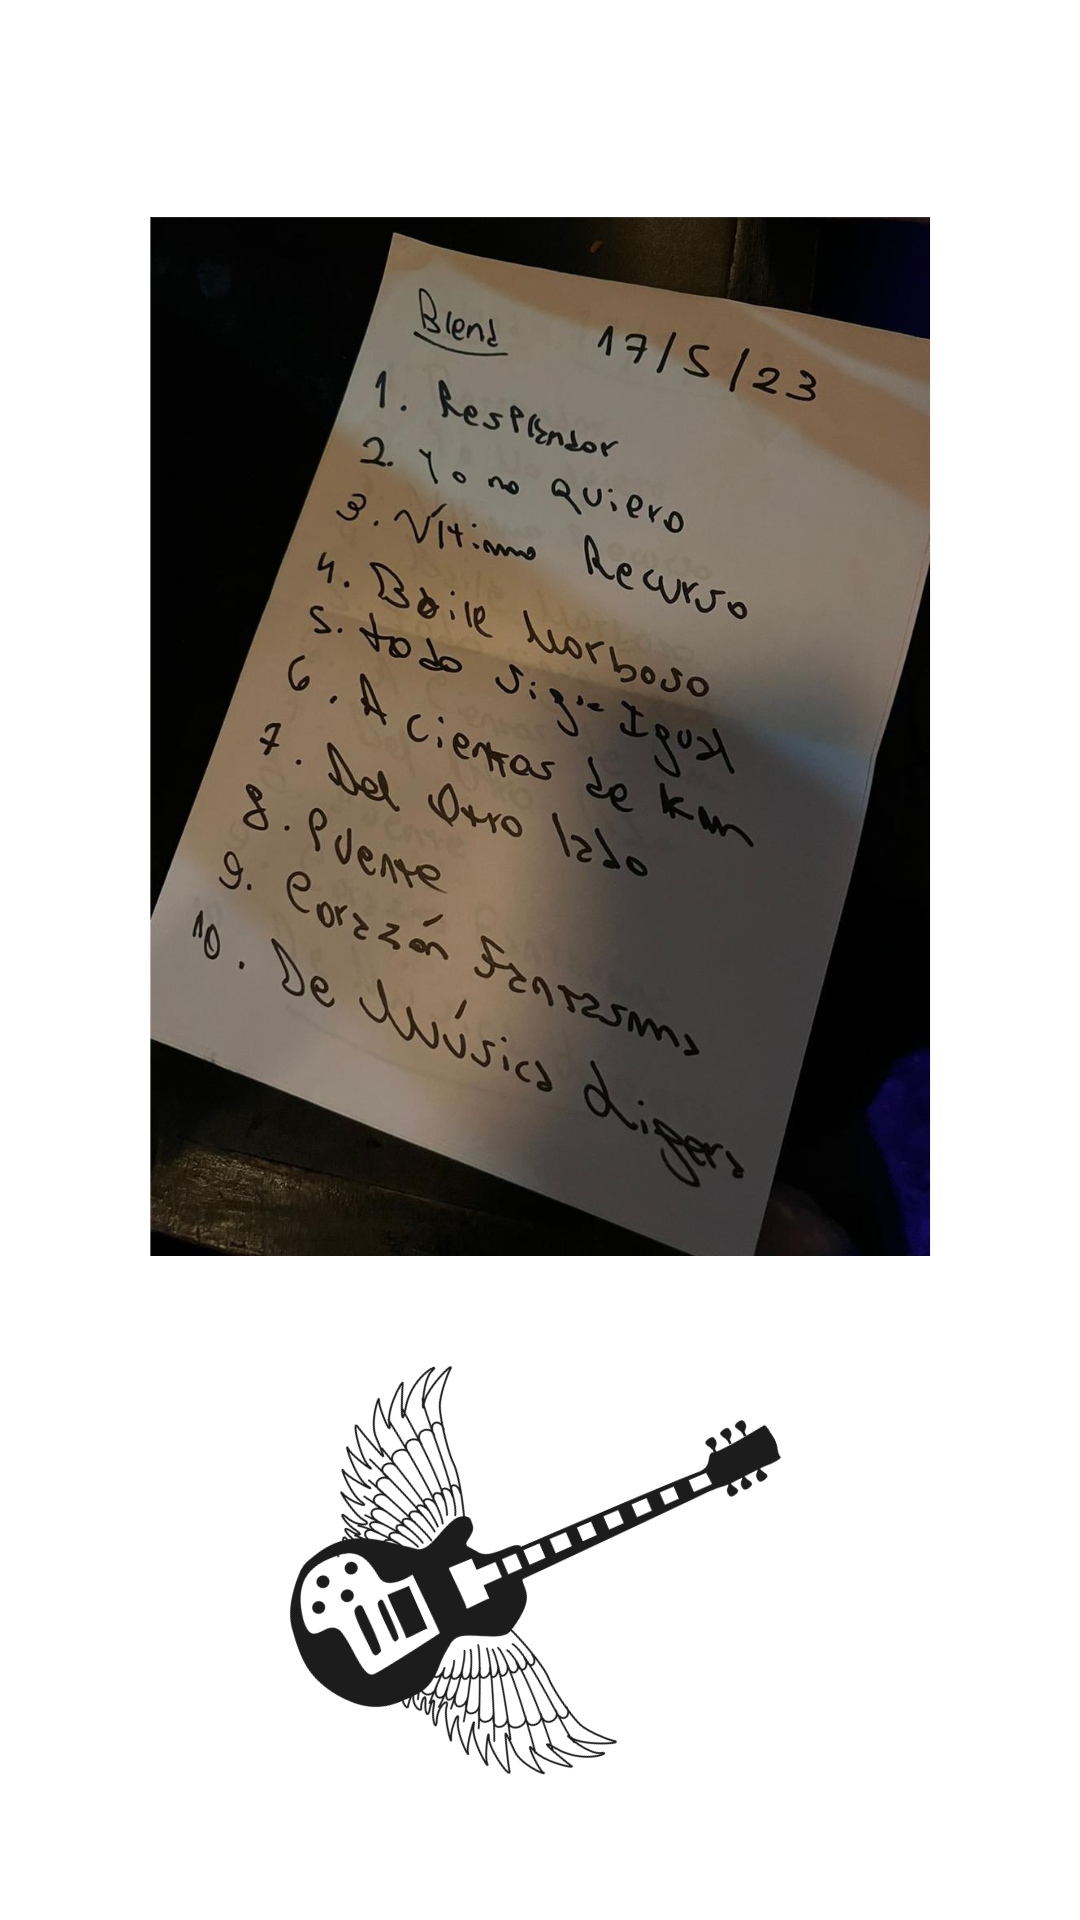 Blend 17/5/23
1. Resplendor
2. Yo no quiero
3. Último Recurso
4. Baile Morboso
5. todo sigue Igual
6. A cientos de km
7. Del Otro lado
8. Puente
9. Corazón Fantasma
10. De Música Ligera